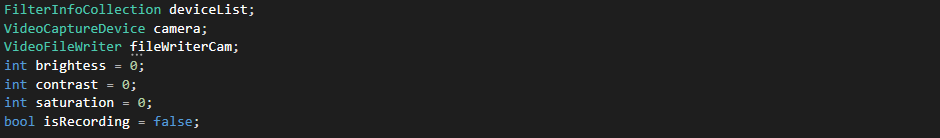 FilterInfoCollection deviceList;
VideoCaptureDevice camera;
VideoFileWriter fileWriterCam;
int brightess = 0;
int contrast = 0;
int saturation = 0;
bool isRecording = false;